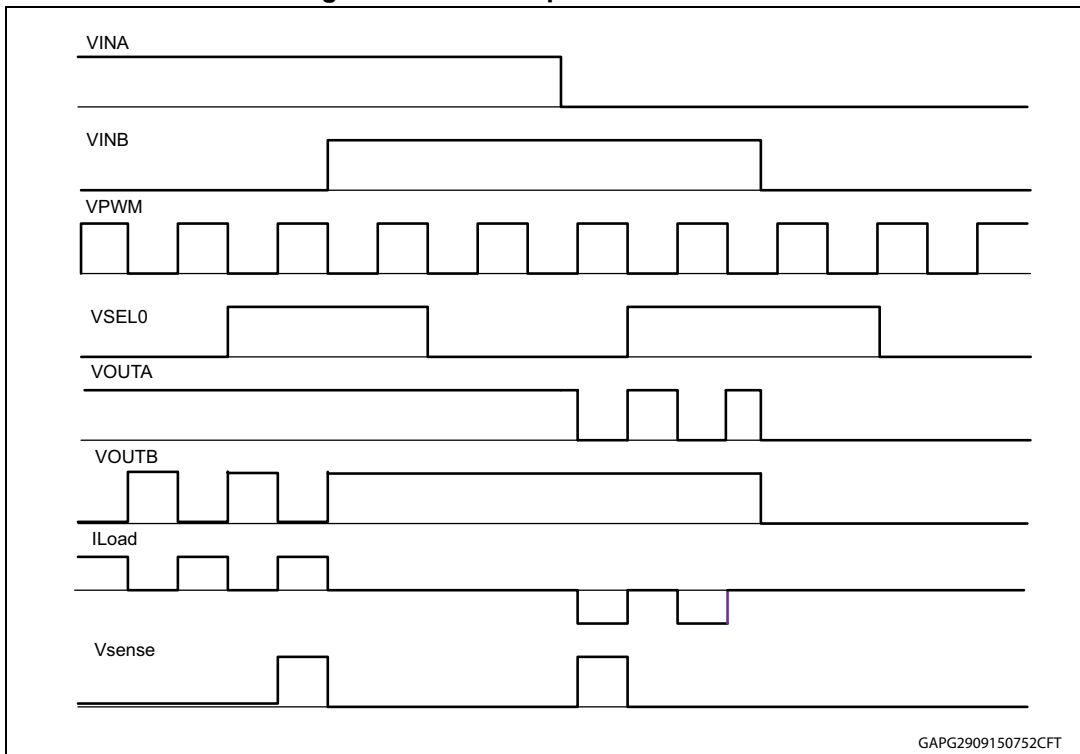 VINA
VINB
VPWM
VSEL0
VOUTA
VOUTB
ILoad
Vsense
GAPG2909150752CFT